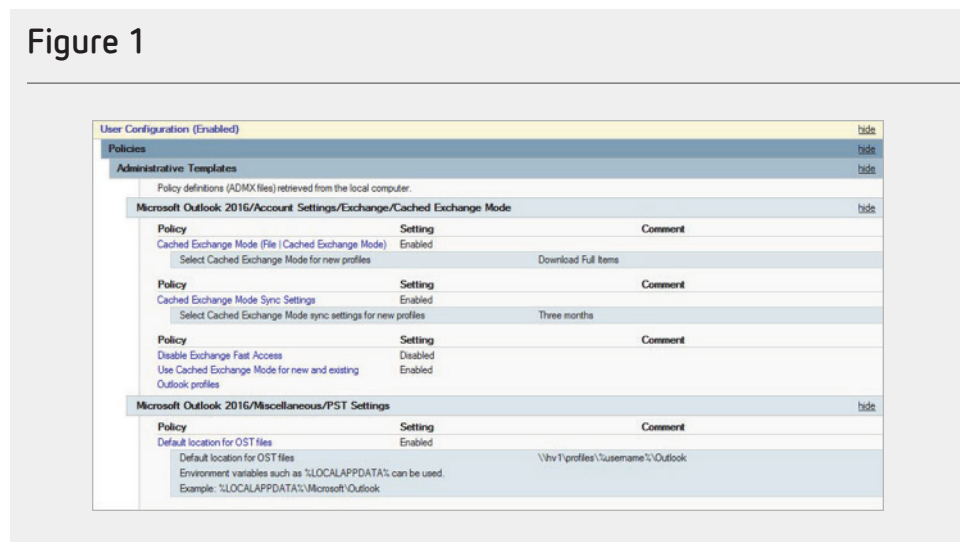 Figure 1
User Configuration (Enabled) hide
Policies hide
Administrative Templates hide
Policy definitions (ADMX files) retrieved from the local computer.
Microsoft Outlook 2016/Account Settings/Exchange/Cached Exchange Mode hide
Policy Setting Comment
Cached Exchange Mode (File | Cached Exchange Mode) Enabled
Select Cached Exchange Mode for new profiles Download Full Items
Policy Setting Comment
Cached Exchange Mode Sync Settings Enabled
Select Cached Exchange Mode sync settings for new profiles Three months
Policy Setting Comment
Disable Exchange Fast Access Disabled
Use Cached Exchange Mode for new and existing Enabled
Outlook profiles
Microsoft Outlook 2016/Miscellaneous/PST Settings hide
Policy Setting Comment
Default location for OST files Enabled
Default location for OST files \\hv1\profiles\%username%\Outlook
Environment variables such as %LOCALAPPDATA% can be used.
Example: %LOCALAPPDATA%\Microsoft\Outlook